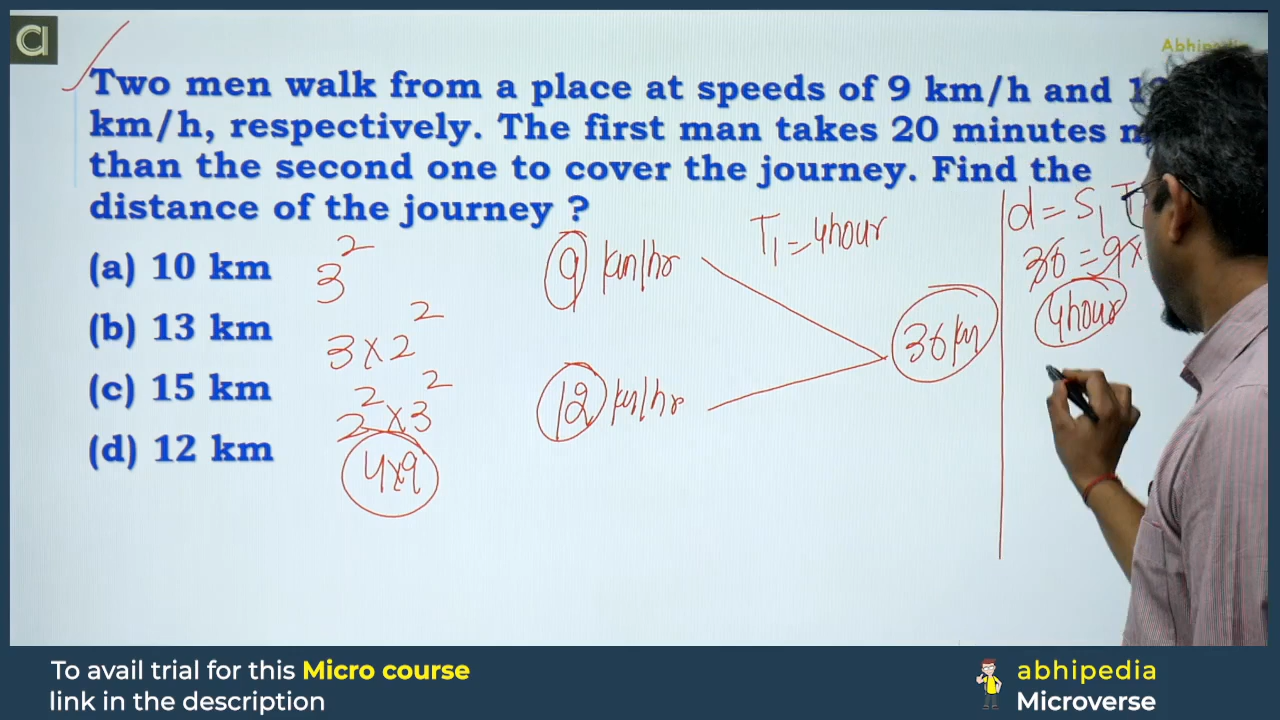 Two men walk from a place at speeds of 9 km/h and
km/h, respectively. The first man takes 20 minutes
than the second one to cover the journey. Find the
distance of the journey ?
(a) 10 km
(b) 13 km
(c) 15 km
(d) 12 km
3²
3 × 2²
2² × 3²
4×9
9 km/hr
12 km/hr
T₁ = 4hour
36 km
d = S₁ T
36 = 9×
4hour
To avail trial for this Micro course
link in the description
abhipedia
Microverse